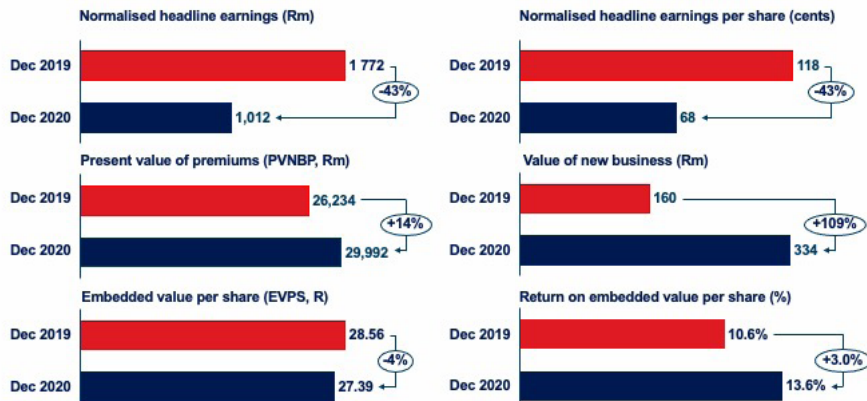 Normalised headline earnings (Rm)
Dec 2019
1 772
-43%
Dec 2020
1,012
Normalised headline earnings per share (cents)
Dec 2019
118
-43%
Dec 2020
68
Present value of premiums (PVNBP, Rm)
Dec 2019
26,234
+14%
Dec 2020
29,992
Value of new business (Rm)
Dec 2019
160
+109%
Dec 2020
334
Embedded value per share (EVPS, R)
Dec 2019
28.56
-4%
Dec 2020
27.39
Return on embedded value per share (%)
Dec 2019
10.6%
+3.0%
Dec 2020
13.6%